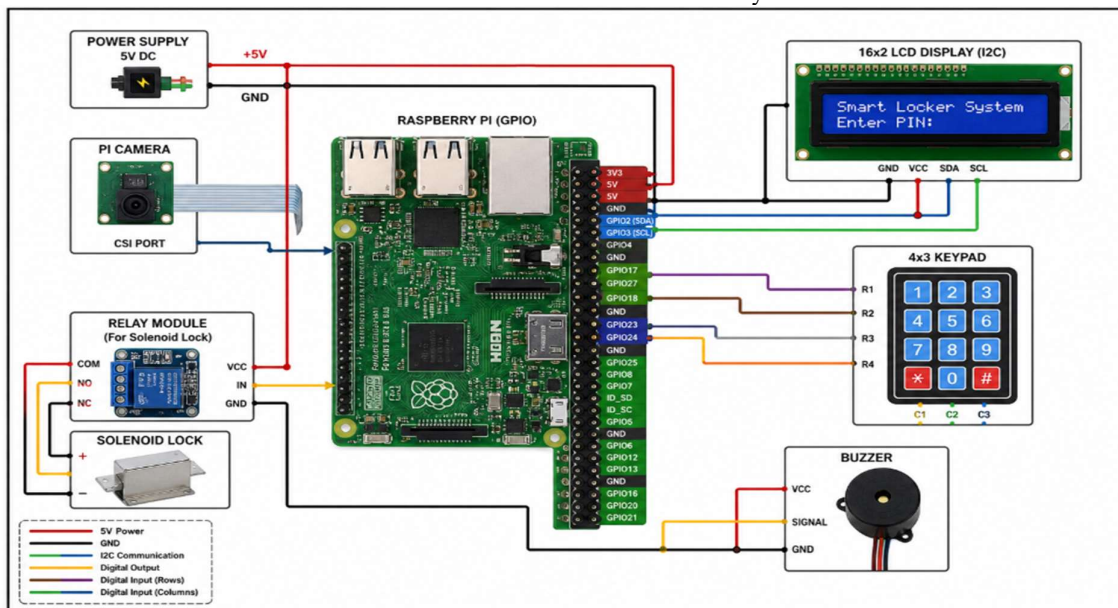 POWER SUPPLY
5V DC
+5V
GND
PI CAMERA
CSI PORT
RELAY MODULE
(For Solenoid Lock)
COM
NO
NC
VCC
IN
GND
SOLENOID LOCK
+
−
5V Power
GND
I2C Communication
Digital Output
Digital Input (Rows)
Digital Input (Columns)
RASPBERRY PI (GPIO)
3V3
5V
5V
GND
GPIO2 (SDA)
GPIO3 (SCL)
GPIO4
GND
GPIO17
GPIO27
GPIO18
GND
GPIO23
GPIO24
GND
GPIO25
GPIO8
GPIO7
ID_SD
ID_SC
GPIO5
GND
GPIO6
GPIO12
GPIO13
GND
GPIO16
GPIO20
GPIO21
16x2 LCD DISPLAY (I2C)
Smart Locker System
Enter PIN:
GND VCC SDA SCL
4x3 KEYPAD
R1
R2
R3
R4
1 2 3
4 5 6
7 8 9
* 0 #
C1 C2 C3
BUZZER
VCC
SIGNAL
GND